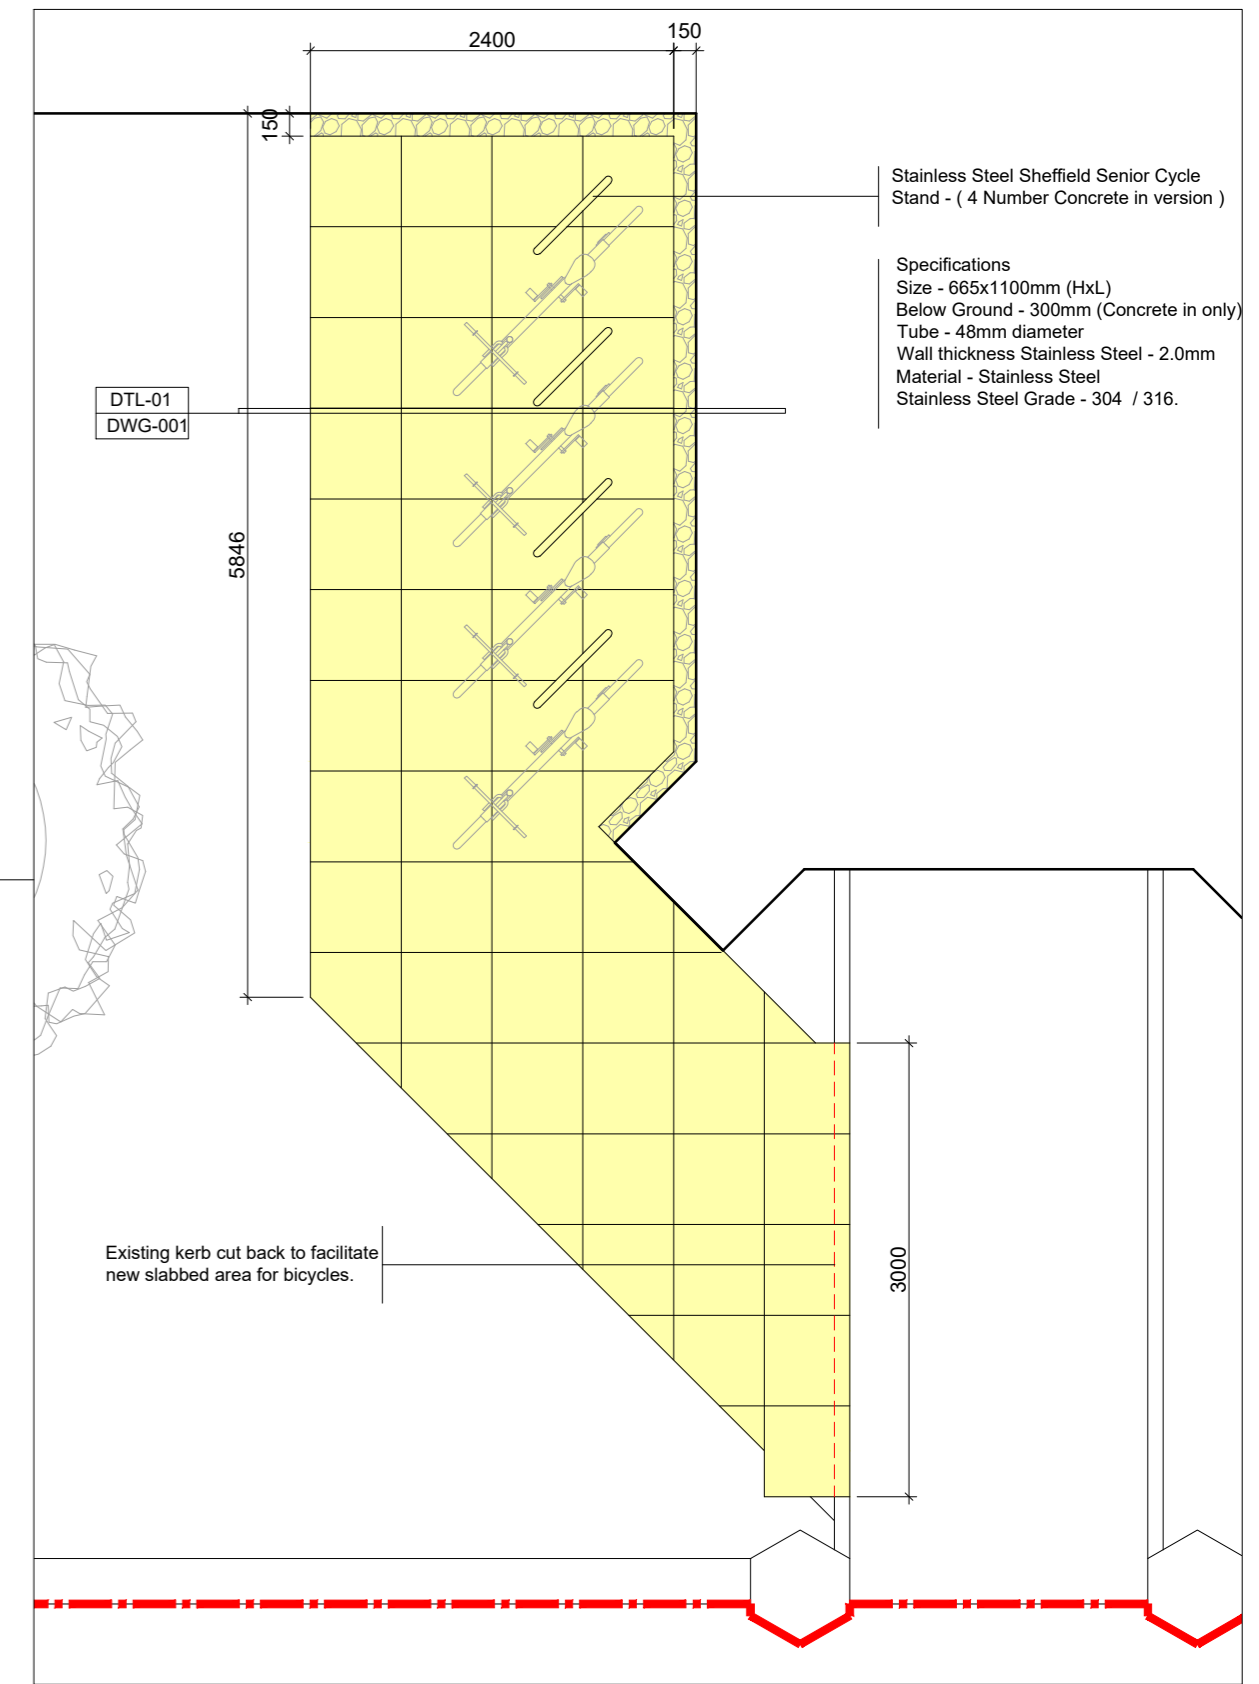 2400
150
150
Stainless Steel Sheffield Senior Cycle
Stand - ( 4 Number Concrete in version )
Specifications
Size - 665x1100mm (HxL)
Below Ground - 300mm (Concrete in only)
Tube - 48mm diameter
Wall thickness Stainless Steel - 2.0mm
Material - Stainless Steel
Stainless Steel Grade - 304 / 316.
DTL-01
DWG-001
5846
Existing kerb cut back to facilitate
new slabbed area for bicycles.
3000